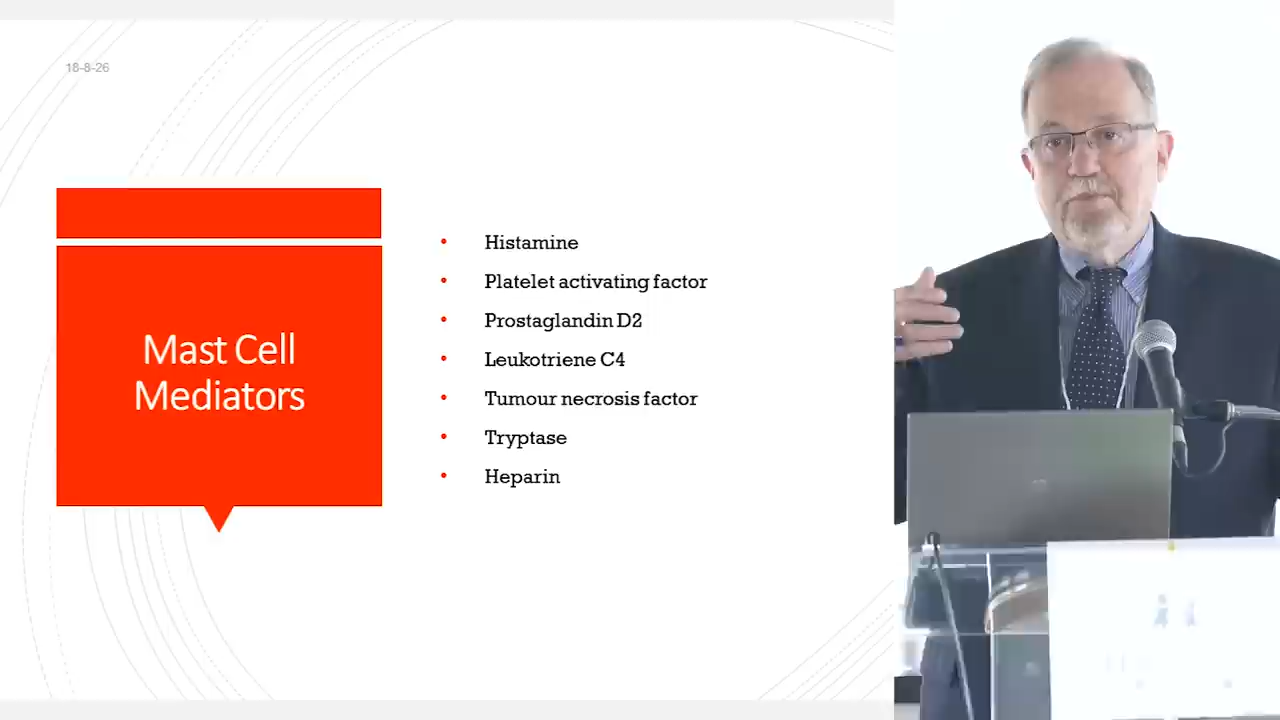 18-8-26
Mast Cell
Mediators
Histamine
Platelet activating factor
Prostaglandin D2
Leukotriene C4
Tumour necrosis factor
Tryptase
Heparin